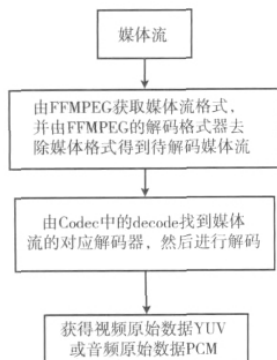 媒体流
由FFMPEG获取媒体流格式,
并由FFMPEG的解码格式器去
除媒体格式得到待解码媒体流
由Codec中的decode找到媒体
流的对应解码器，然后进行解码
获得视频原始数据YUV
或音频原始数据PCM